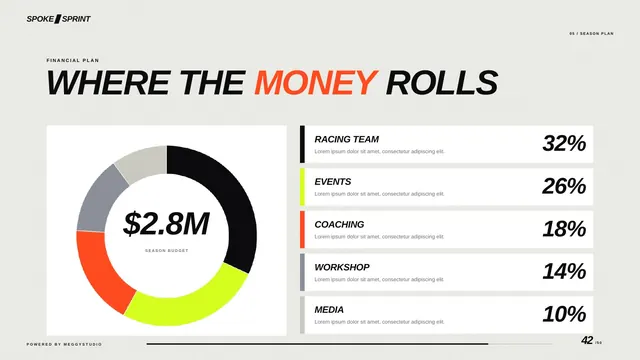 SPOKE SPRINT
05 / SEASON PLAN
FINANCIAL PLAN
WHERE THE MONEY ROLLS
$2.8M
SEASON BUDGET
RACING TEAM
Lorem ipsum dolor sit amet, consectetur adipiscing elit.
32%
EVENTS
Lorem ipsum dolor sit amet, consectetur adipiscing elit.
26%
COACHING
Lorem ipsum dolor sit amet, consectetur adipiscing elit.
18%
WORKSHOP
Lorem ipsum dolor sit amet, consectetur adipiscing elit.
14%
MEDIA
Lorem ipsum dolor sit amet, consectetur adipiscing elit.
10%
POWERED BY MEGGYSTUDIO
42